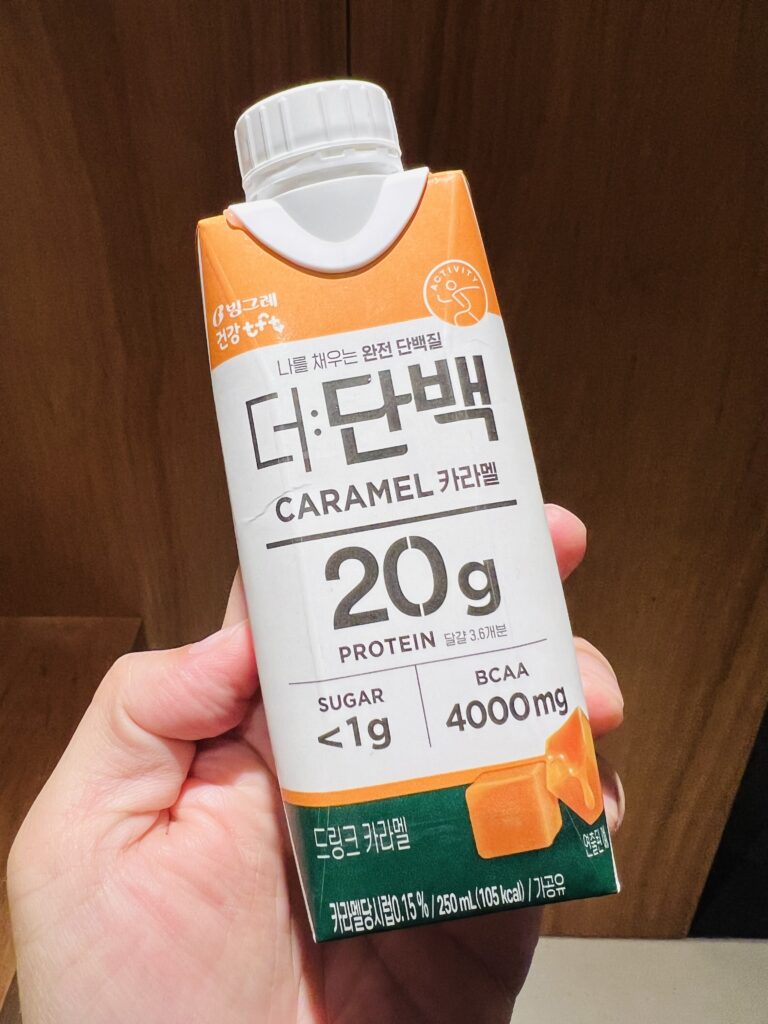 빙그레
건강 tft
ACTIVITY
나를 채우는 완전 단백질
더:단백
CARAMEL 카라멜
20g
PROTEIN 달걀 3.6개분
SUGAR
<1g
BCAA
4000mg
드링크 카라멜
연출된
카라멜당시럽0.15% / 250 mL(105 kcal) / 가공유